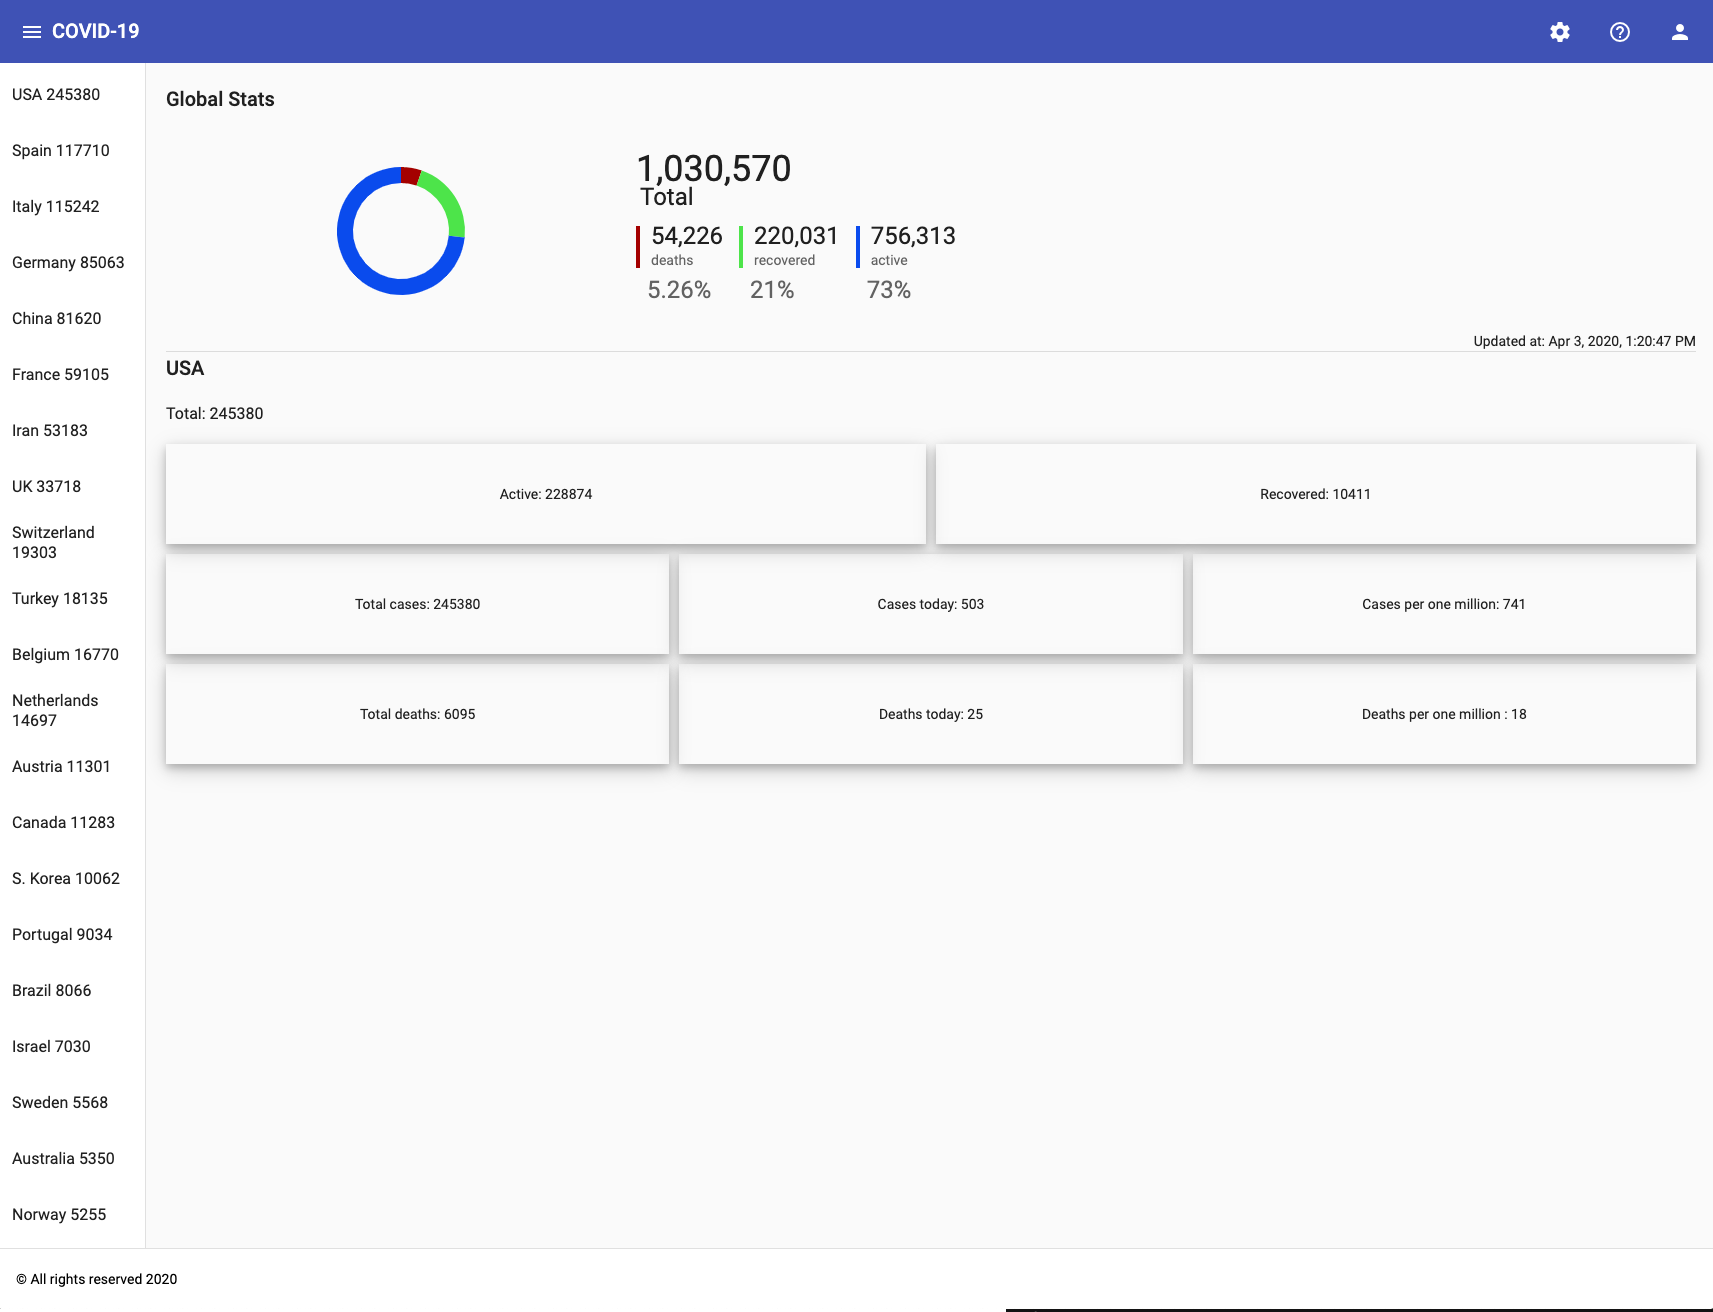 COVID-19
USA 245380
Spain 117710
Italy 115242
Germany 85063
China 81620
France 59105
Iran 53183
UK 33718
Switzerland
19303
Turkey 18135
Belgium 16770
Netherlands
14697
Austria 11301
Canada 11283
S. Korea 10062
Portugal 9034
Brazil 8066
Israel 7030
Sweden 5568
Australia 5350
Norway 5255
Global Stats
1,030,570
Total
54,226 220,031 756,313
deaths recovered active
5.26% 21% 73%
Updated at: Apr 3, 2020, 1:20:47 PM
USA
Total: 245380
Active: 228874 Recovered: 10411
Total cases: 245380 Cases today: 503 Cases per one million: 741
Total deaths: 6095 Deaths today: 25 Deaths per one million : 18
© All rights reserved 2020